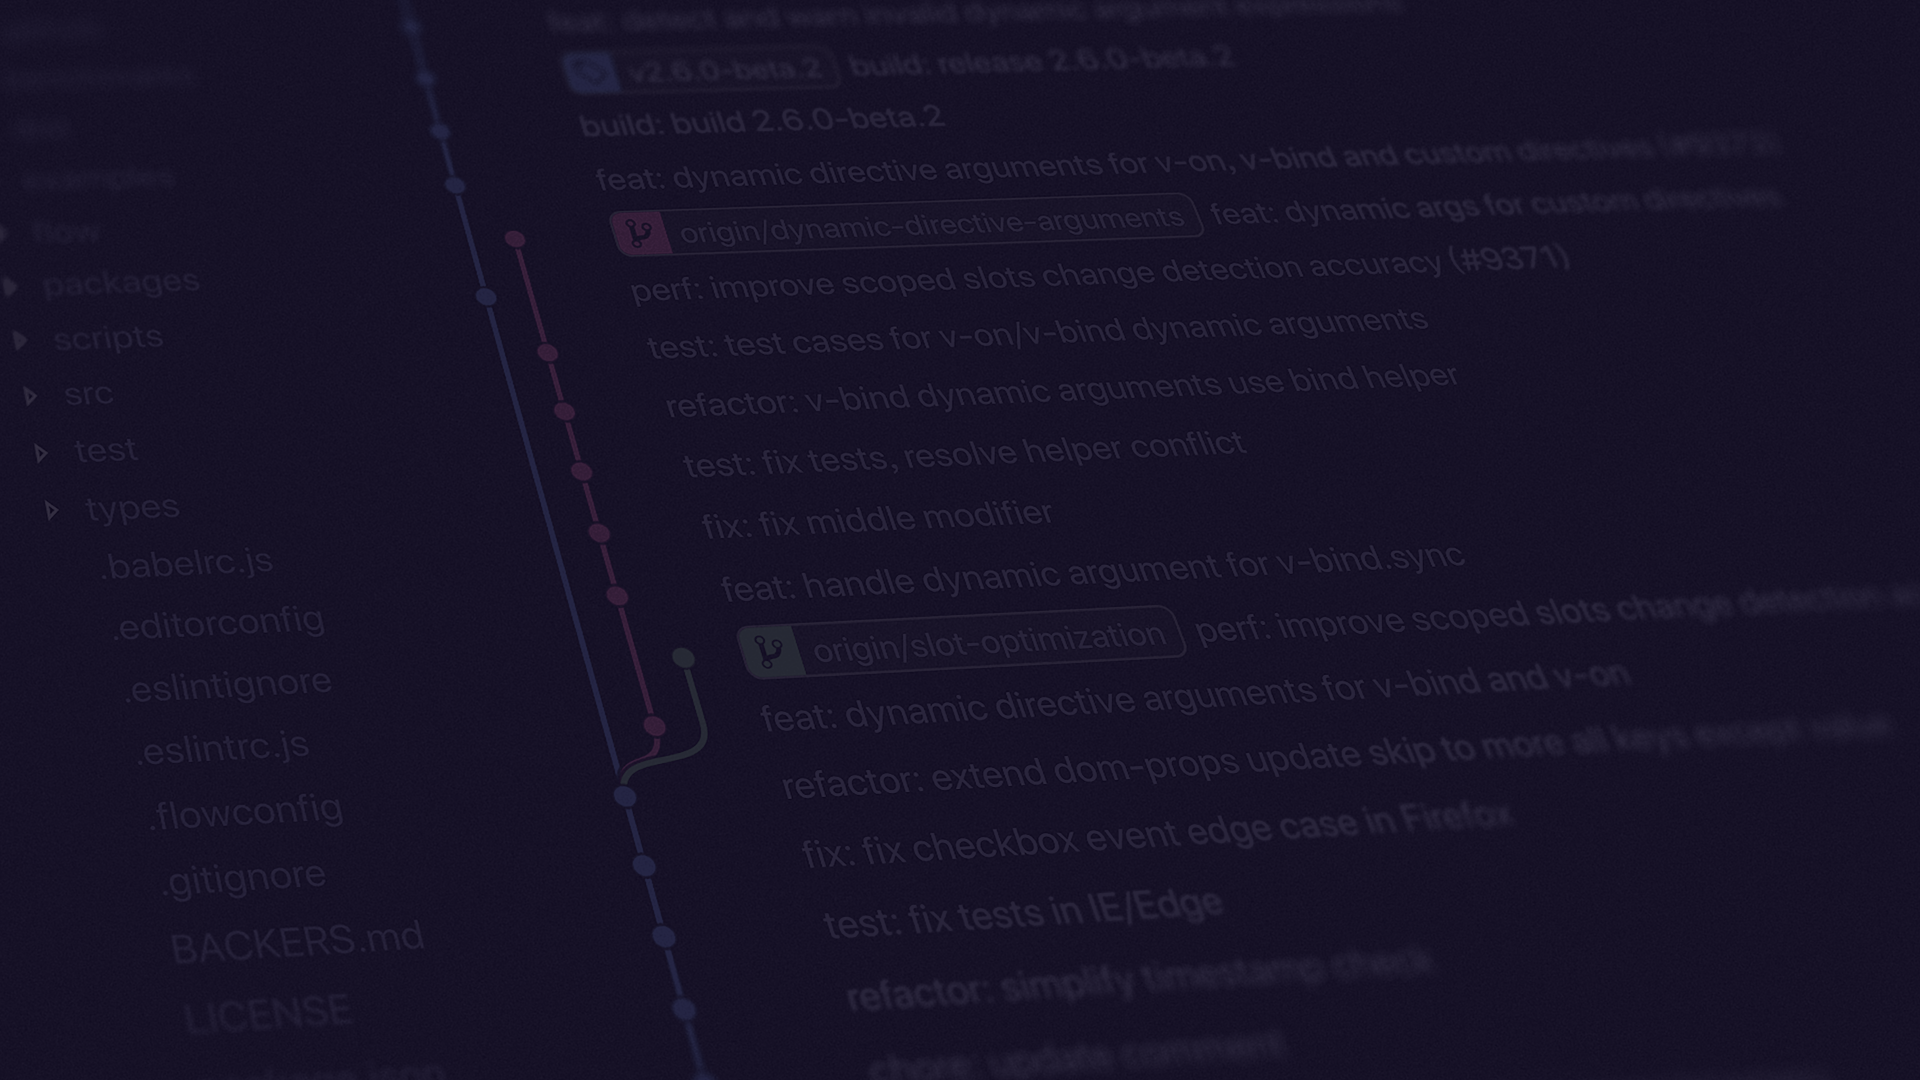 examples
flow
packages
scripts
src
test
types
.babelrc.js
.editorconfig
.eslintignore
.eslintrc.js
.flowconfig
.gitignore
BACKERS.md
LICENSE
feat: detect and warn invalid dynamic argument expressions
v2.6.0-beta.2 build: release 2.6.0-beta.2
build: build 2.6.0-beta.2
feat: dynamic directive arguments for v-on, v-bind and custom directives (#9373)
origin/dynamic-directive-arguments feat: dynamic args for custom directives
perf: improve scoped slots change detection accuracy (#9371)
test: test cases for v-on/v-bind dynamic arguments
refactor: v-bind dynamic arguments use bind helper
test: fix tests, resolve helper conflict
fix: fix middle modifier
feat: handle dynamic argument for v-bind.sync
origin/slot-optimization perf: improve scoped slots change detection
feat: dynamic directive arguments for v-bind and v-on
refactor: extend dom-props update skip to more all keys except value
fix: fix checkbox event edge case in Firefox
test: fix tests in IE/Edge
refactor: simplify timestamp check
chore: update comment